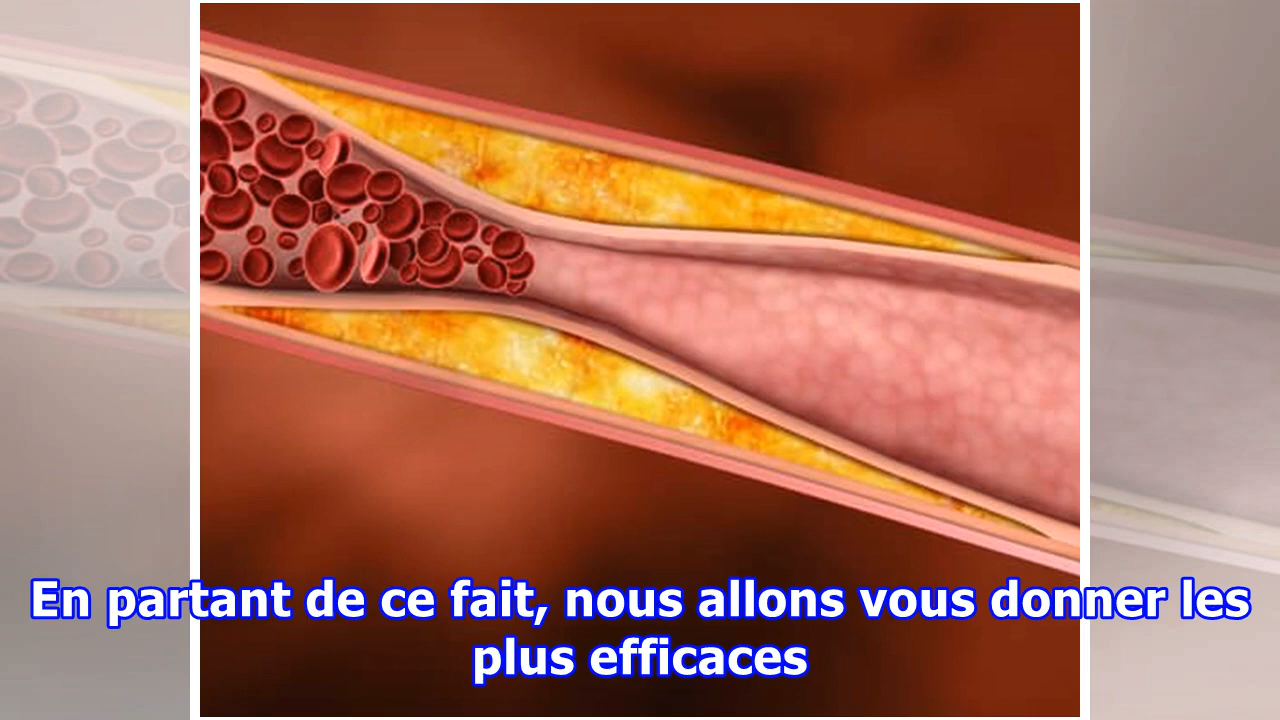 En partant de ce fait, nous allons vous donner les
plus efficaces